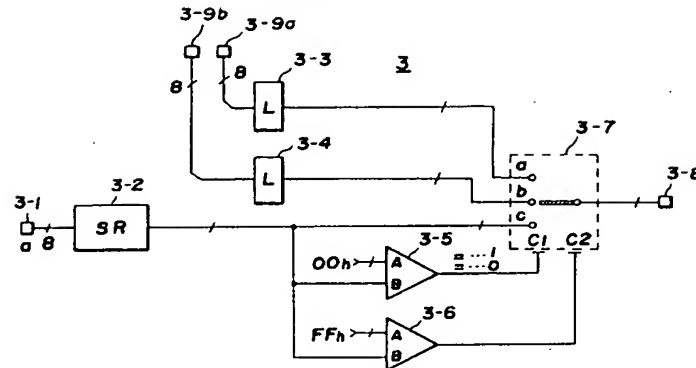 3-9b
3-9a
3-3
3
8
8
L
3-4
3-7
L
a
3-8
3-2
b
3-1
SR
c
a
8
C1
C2
3-5
00h
A
B
= ····1
= ····0
3-6
FFh
A
B